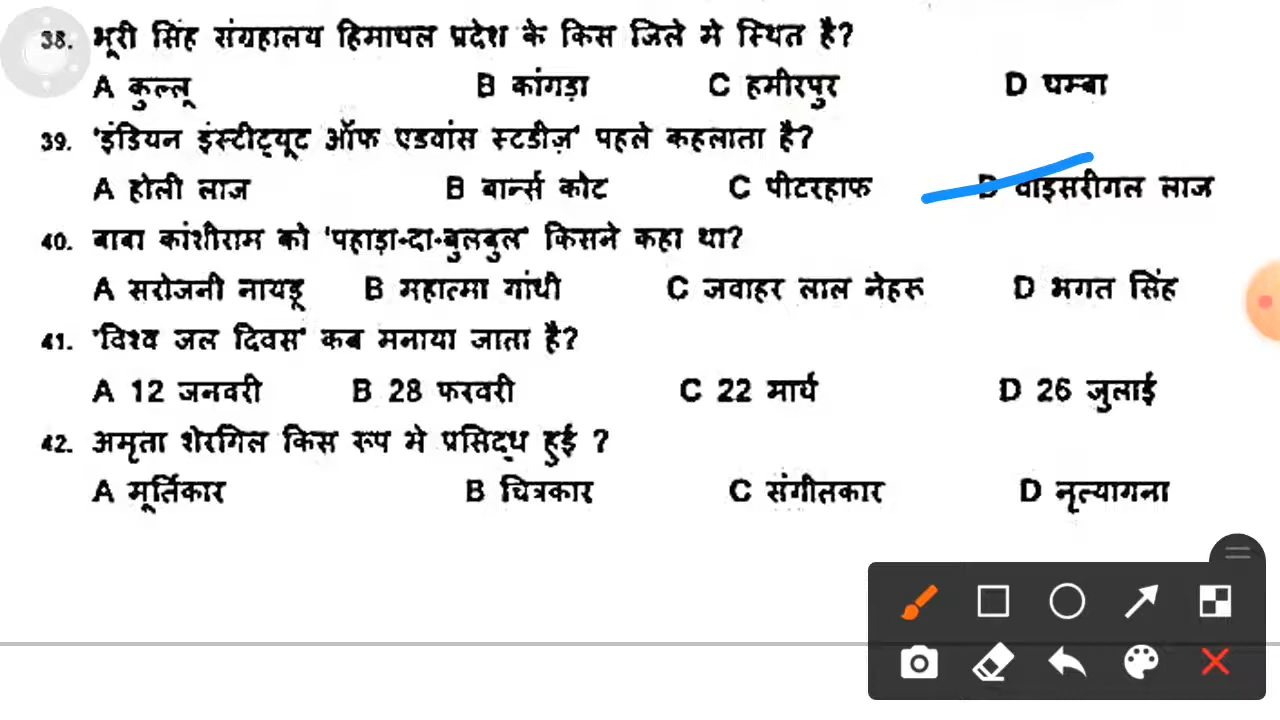 38. भूरी सिंह संग्रहालय हिमाचल प्रदेश के किस जिले मे स्थित है?
A कुल्लू B कांगड़ा C हमीरपुर D चम्बा
39. 'इंडियन इंस्टीट्यूट ऑफ एडवांस स्टडीज़' पहले कहलाता है?
A होली लाज B बार्न्स कोट C पीटरहाफ D वाइसरीगल लाज
40. बाबा कांशीराम को 'पहाड़ा-दा-बुलबुल' किसने कहा था?
A सरोजनी नायडू B महात्मा गांधी C जवाहर लाल नेहरू D भगत सिंह
41. 'विश्व जल दिवस' कब मनाया जाता है?
A 12 जनवरी B 28 फरवरी C 22 मार्च D 26 जुलाई
42. अमृता शेरगिल किस रूप मे प्रसिद्ध हुई ?
A मूर्तिकार B चित्रकार C संगीतकार D नृत्यागना